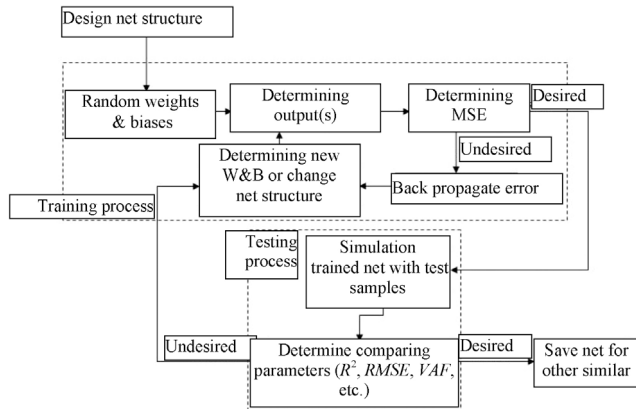 Design net structure
Random weights
& biases
Determining
output(s)
Determining
MSE
Desired
Undesired
Determining new
W&B or change
net structure
Back propagate error
Training process
Testing
process
Simulation
trained net with test
samples
Undesired
Determine comparing
parameters (R², RMSE, VAF,
etc.)
Desired
Save net for
other similar